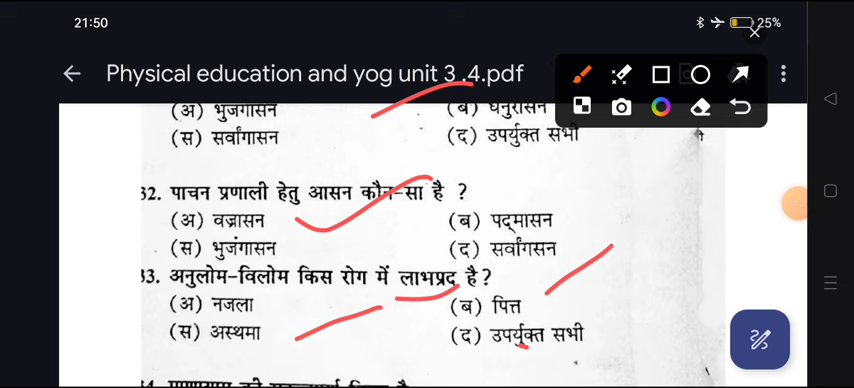 21:50
25%
Physical education and yog unit 3 .4.pdf
(अ) भुजगासन (ब) धनुरासन
(स) सर्वांगासन (द) उपर्युक्त सभी
32. पाचन प्रणाली हेतु आसन कौन-सा है ?
(अ) वज्रासन (ब) पद्मासन
(स) भुजंगासन (द) सर्वांगसन
33. अनुलोम-विलोम किस रोग में लाभप्रद है ?
(अ) नजला (ब) पित्त
(स) अस्थमा (द) उपर्युक्त सभी